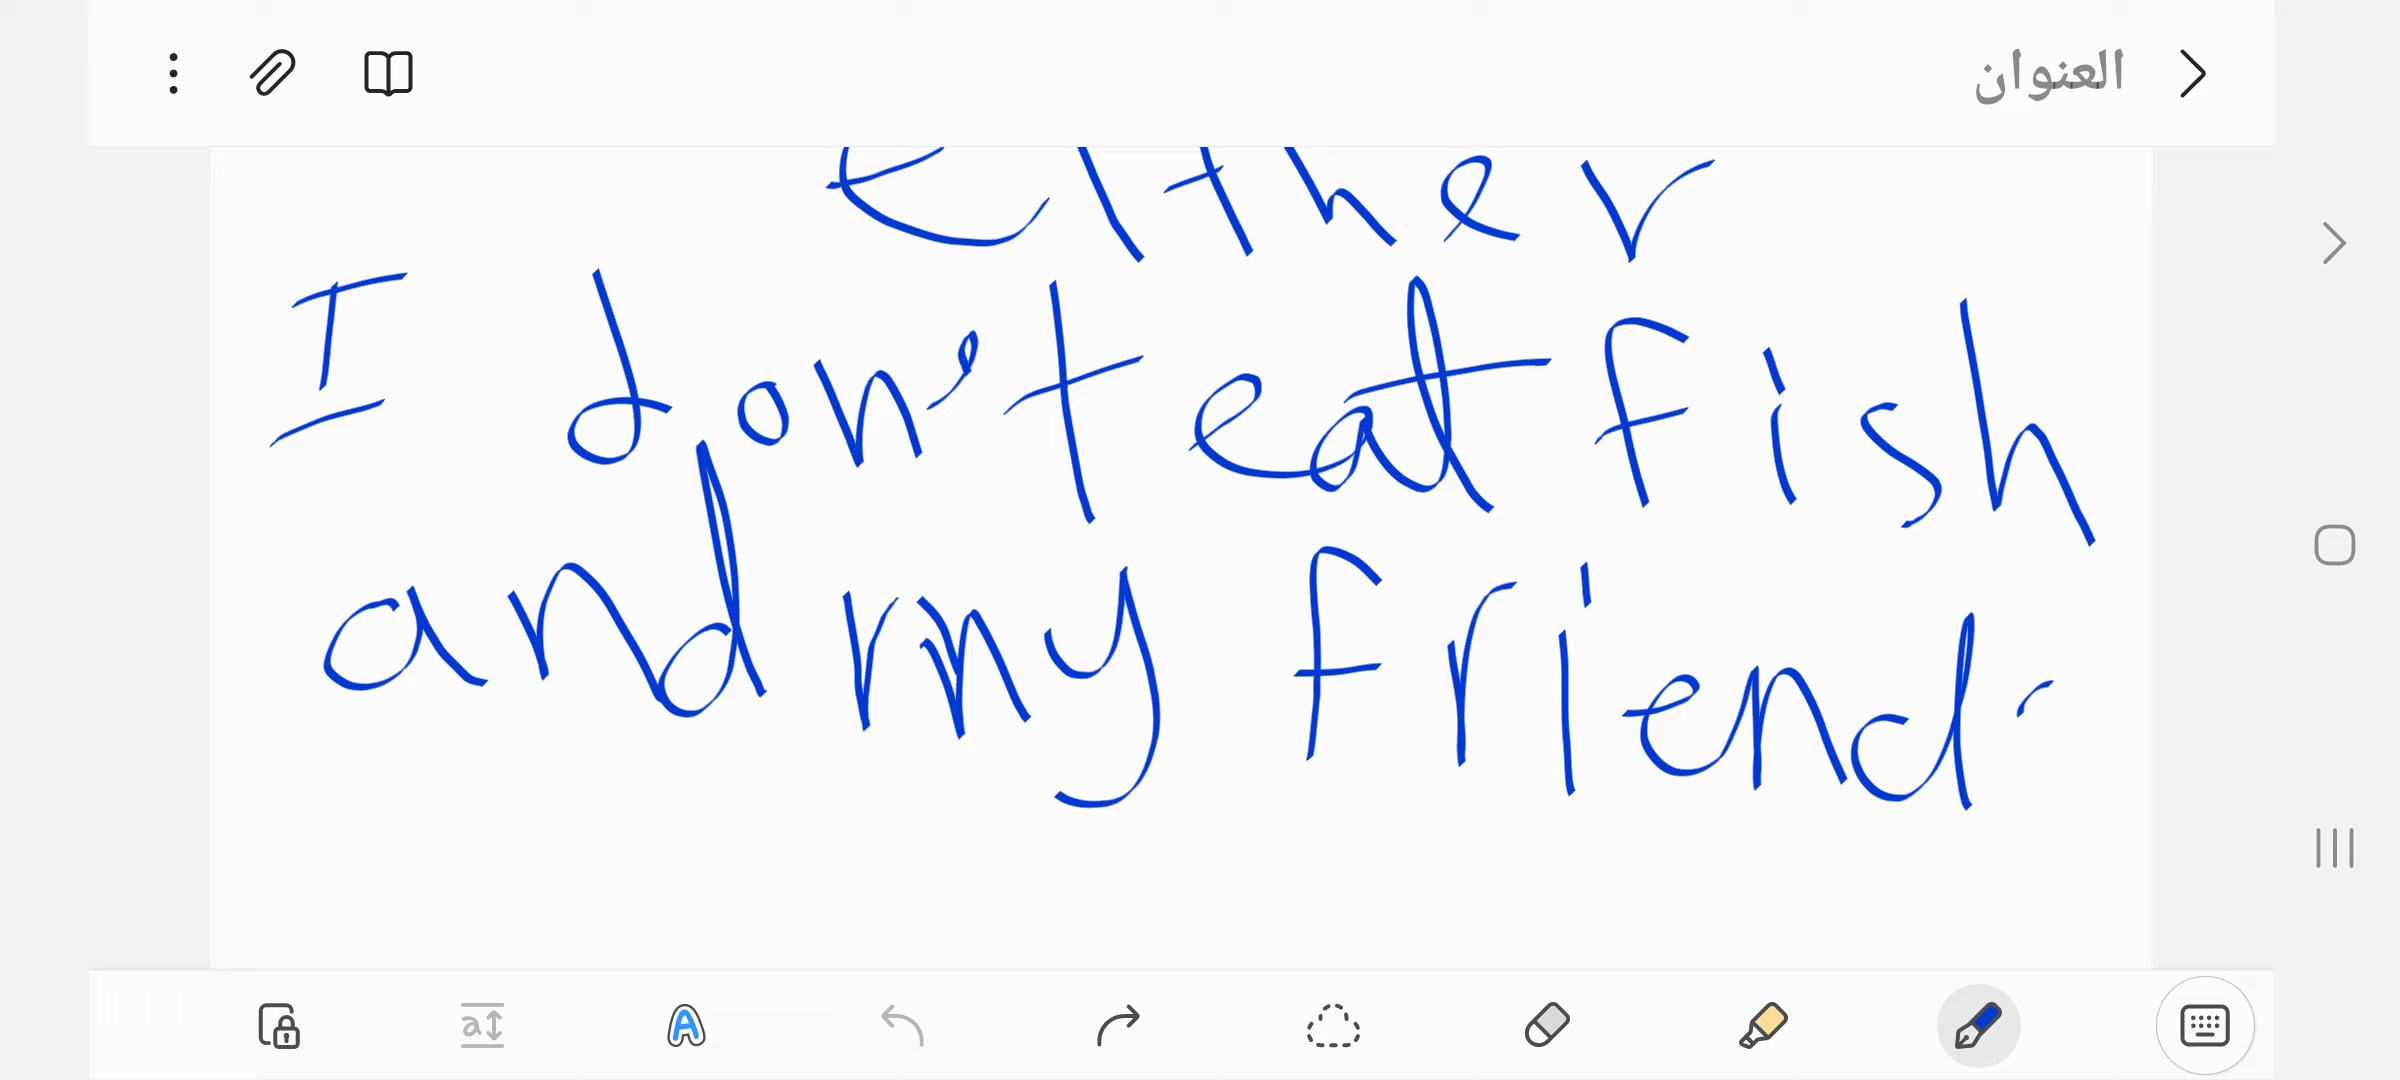 العنوان
either
I don't eat fish
and my friend